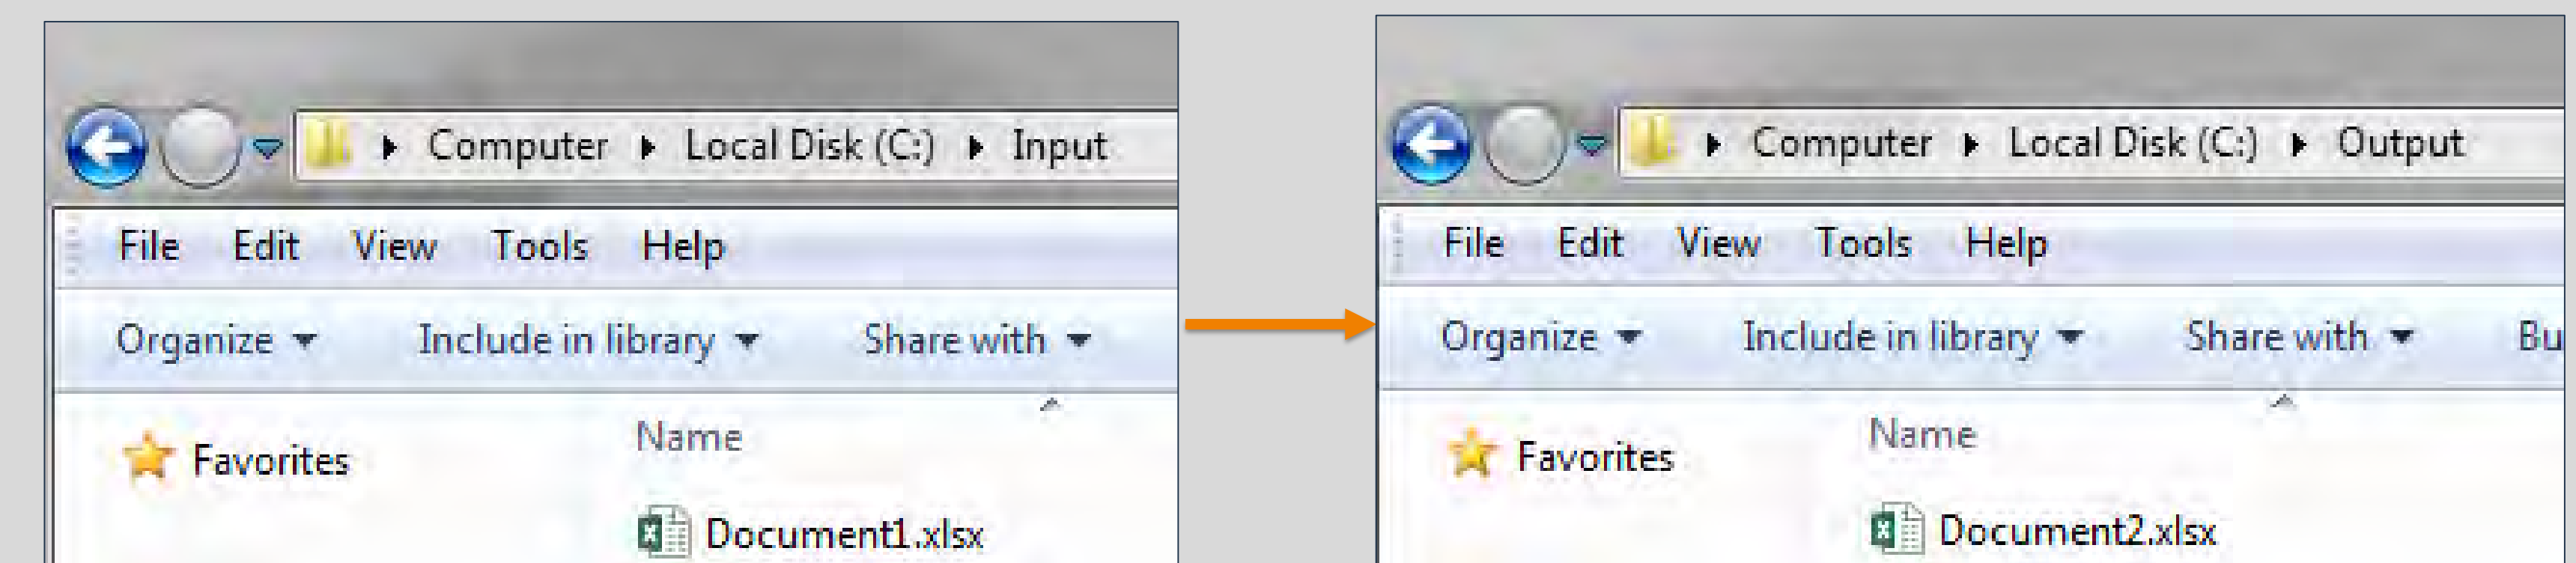 Computer Local Disk (C:) Input
File Edit View Tools Help
Organize Include in library Share with
Favorites
Name
Document1.xlsx
Computer Local Disk (C:) Output
File Edit View Tools Help
Organize Include in library Share with Bu
Favorites
Name
Document2.xlsx